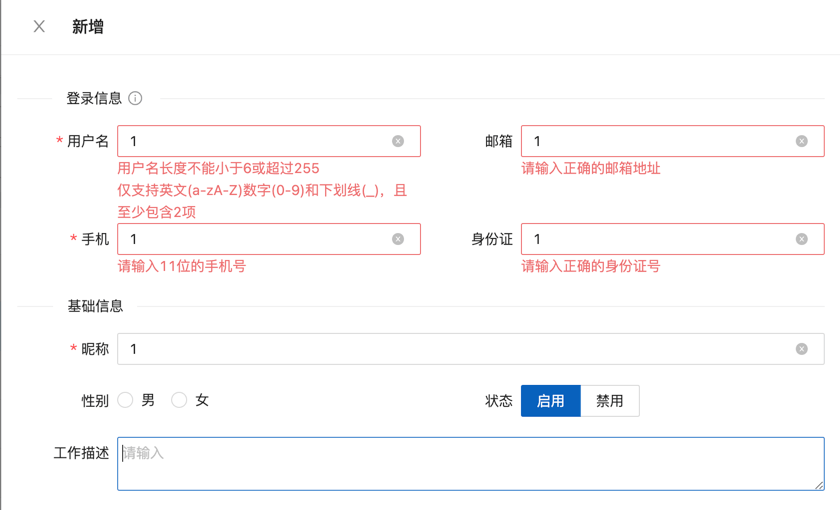 新增
登录信息
* 用户名 1
邮箱 1
用户名长度不能小于6或超过255
请输入正确的邮箱地址
仅支持英文(a-zA-Z)数字(0-9)和下划线(_)，且
至少包含2项
* 手机 1
身份证 1
请输入11位的手机号
请输入正确的身份证号
基础信息
* 昵称 1
性别 男 女
状态 启用 禁用
工作描述 请输入